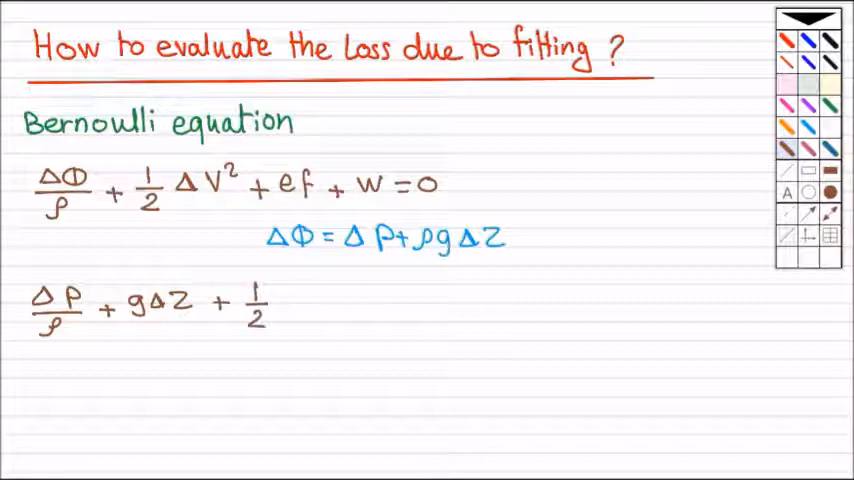 How to evaluate the Loss due to fitting ?
Bernoulli equation
ΔΦ/ρ + 1/2 ΔV² + ef + w = 0
ΔΦ = ΔP + ρgΔZ
ΔP/ρ + gΔZ + 1/2
A